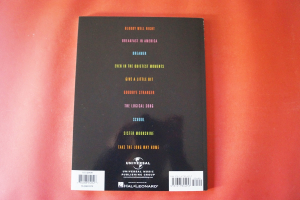 BLOODY WELL RIGHT
BREAKFAST IN AMERICA
DREAMER
EVEN IN THE QUIETEST MOMENTS
GIVE A LITTLE BIT
GOODBYE STRANGER
THE LOGICAL SONG
SCHOOL
SISTER MOONSHINE
TAKE THE LONG WAY HOME
UNIVERSAL
UNIVERSAL MUSIC
PUBLISHING GROUP
HAL•LEONARD